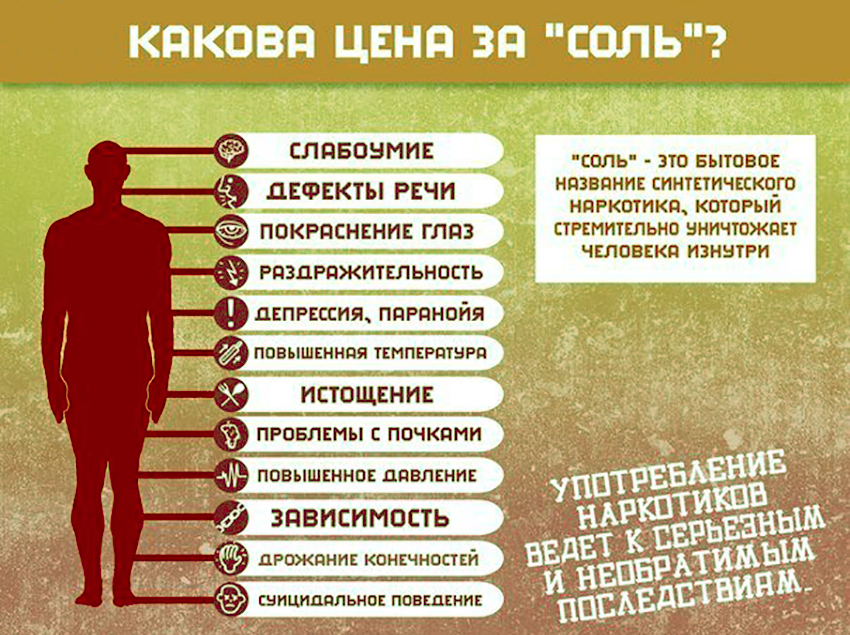 КАКОВА ЦЕНА ЗА "СОЛЬ"?
СЛАБОУМИЕ
ДЕФЕКТЫ РЕЧИ
ПОКРАСНЕНИЕ ГЛАЗ
РАЗДРАЖИТЕЛЬНОСТЬ
ДЕПРЕССИЯ, ПАРАНОЙЯ
ПОВЫШЕННАЯ ТЕМПЕРАТУРА
ИСТОЩЕНИЕ
ПРОБЛЕМЫ С ПОЧКАМИ
ПОВЫШЕННОЕ ДАВЛЕНИЕ
ЗАВИСИМОСТЬ
ДРОЖАНИЕ КОНЕЧНОСТЕЙ
СУИЦИДАЛЬНОЕ ПОВЕДЕНИЕ
"СОЛЬ" - ЭТО БЫТОВОЕ
НАЗВАНИЕ СИНТЕТИЧЕСКОГО
НАРКОТИКА, КОТОРЫЙ
СТРЕМИТЕЛЬНО УНИЧТОЖАЕТ
ЧЕЛОВЕКА ИЗНУТРИ
УПОТРЕБЛЕНИЕ
НАРКОТИКОВ
ВЕДЕТ К СЕРЬЕЗНЫМ
И НЕОБРАТИМЫМ
ПОСЛЕДСТВИЯМ.